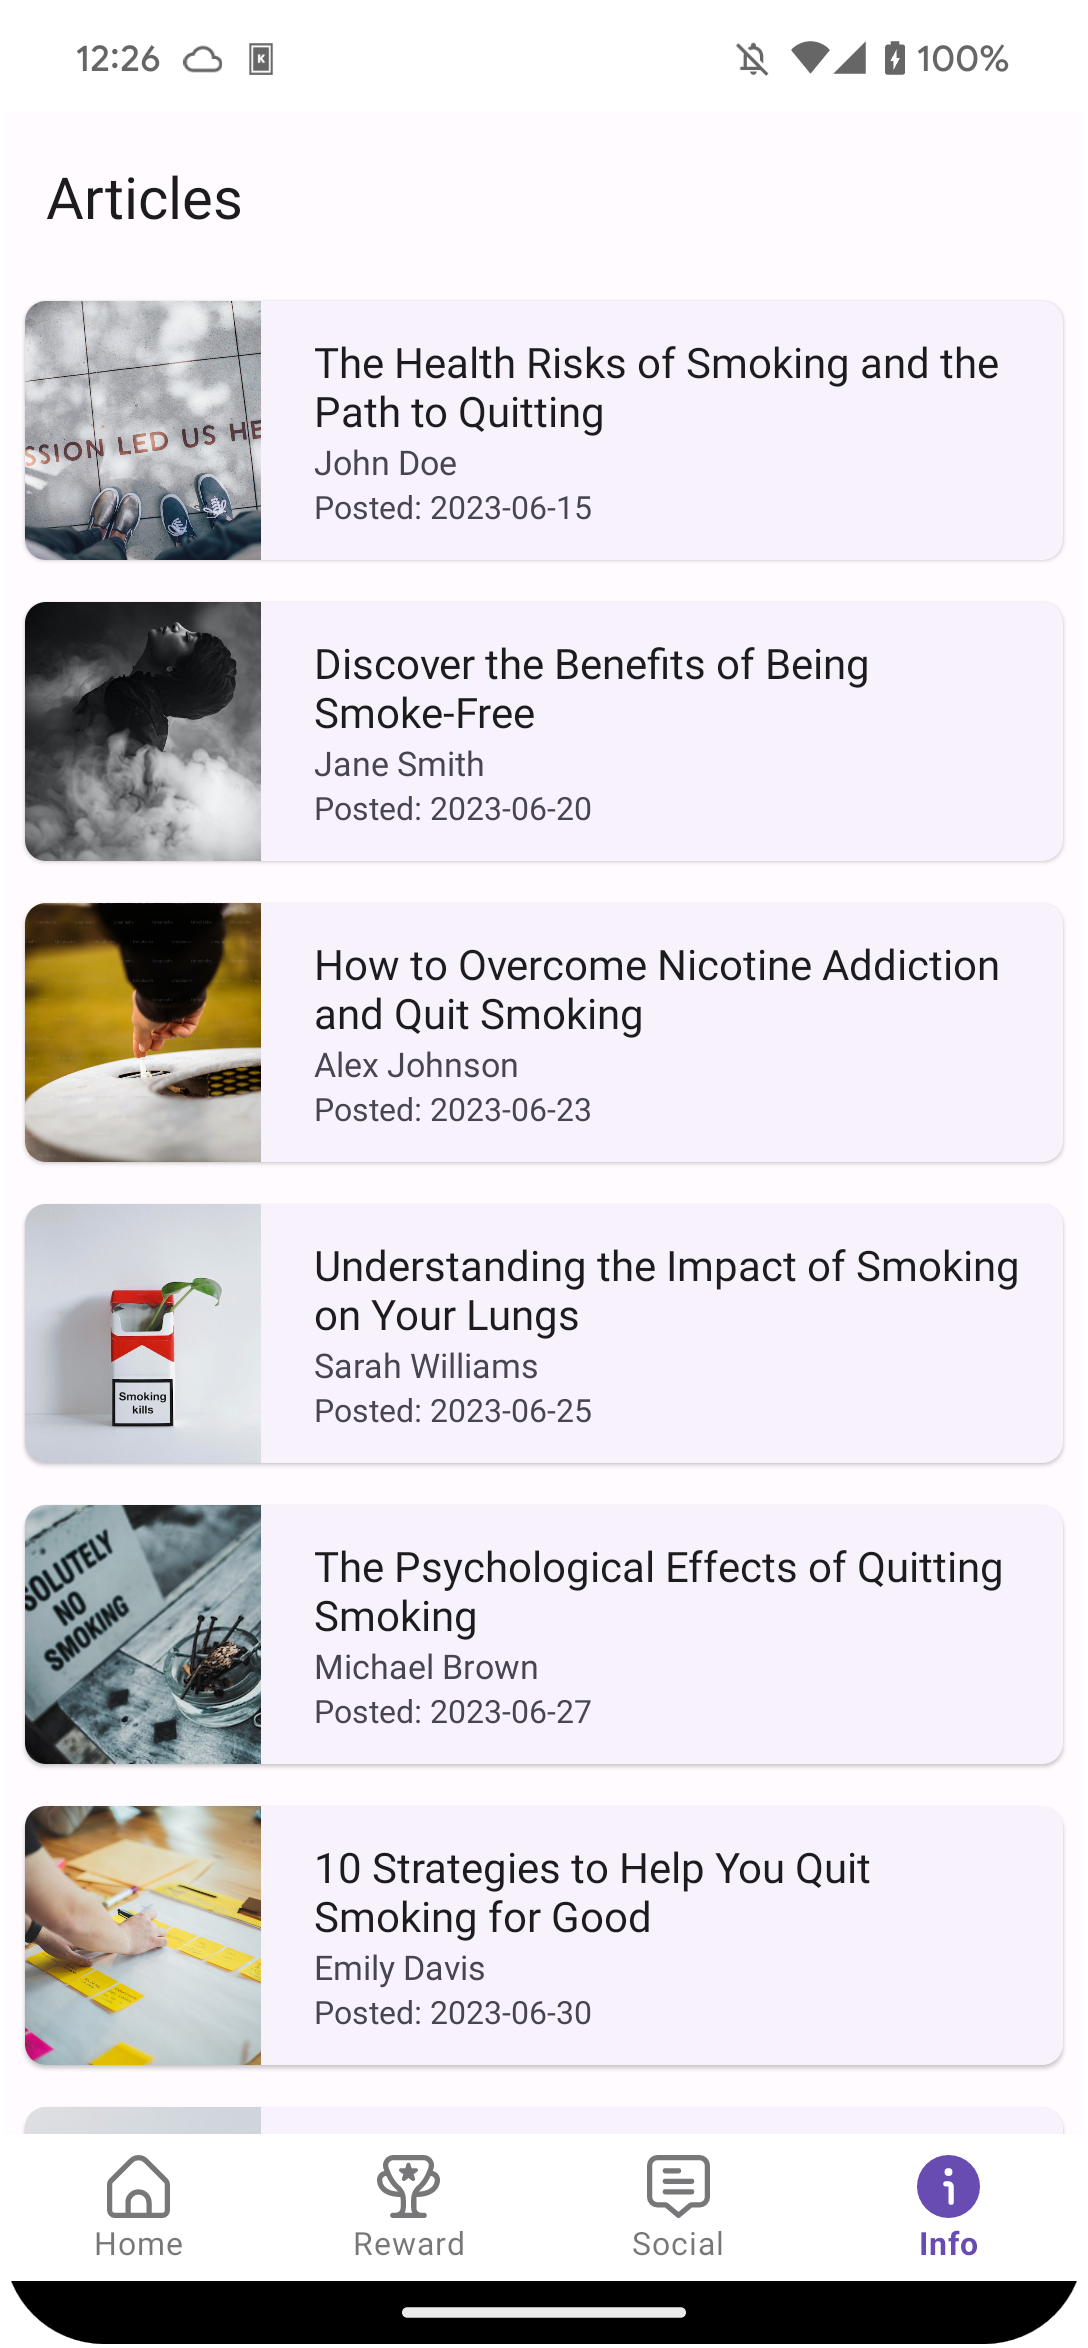 12:26
K
100%
Articles
SSION LED US HE
The Health Risks of Smoking and the
Path to Quitting
John Doe
Posted: 2023-06-15
Discover the Benefits of Being
Smoke-Free
Jane Smith
Posted: 2023-06-20
How to Overcome Nicotine Addiction
and Quit Smoking
Alex Johnson
Posted: 2023-06-23
Smoking
kills
Understanding the Impact of Smoking
on Your Lungs
Sarah Williams
Posted: 2023-06-25
SOLUTELY
NO
SMOKING
The Psychological Effects of Quitting
Smoking
Michael Brown
Posted: 2023-06-27
10 Strategies to Help You Quit
Smoking for Good
Emily Davis
Posted: 2023-06-30
Home
Reward
Social
Info